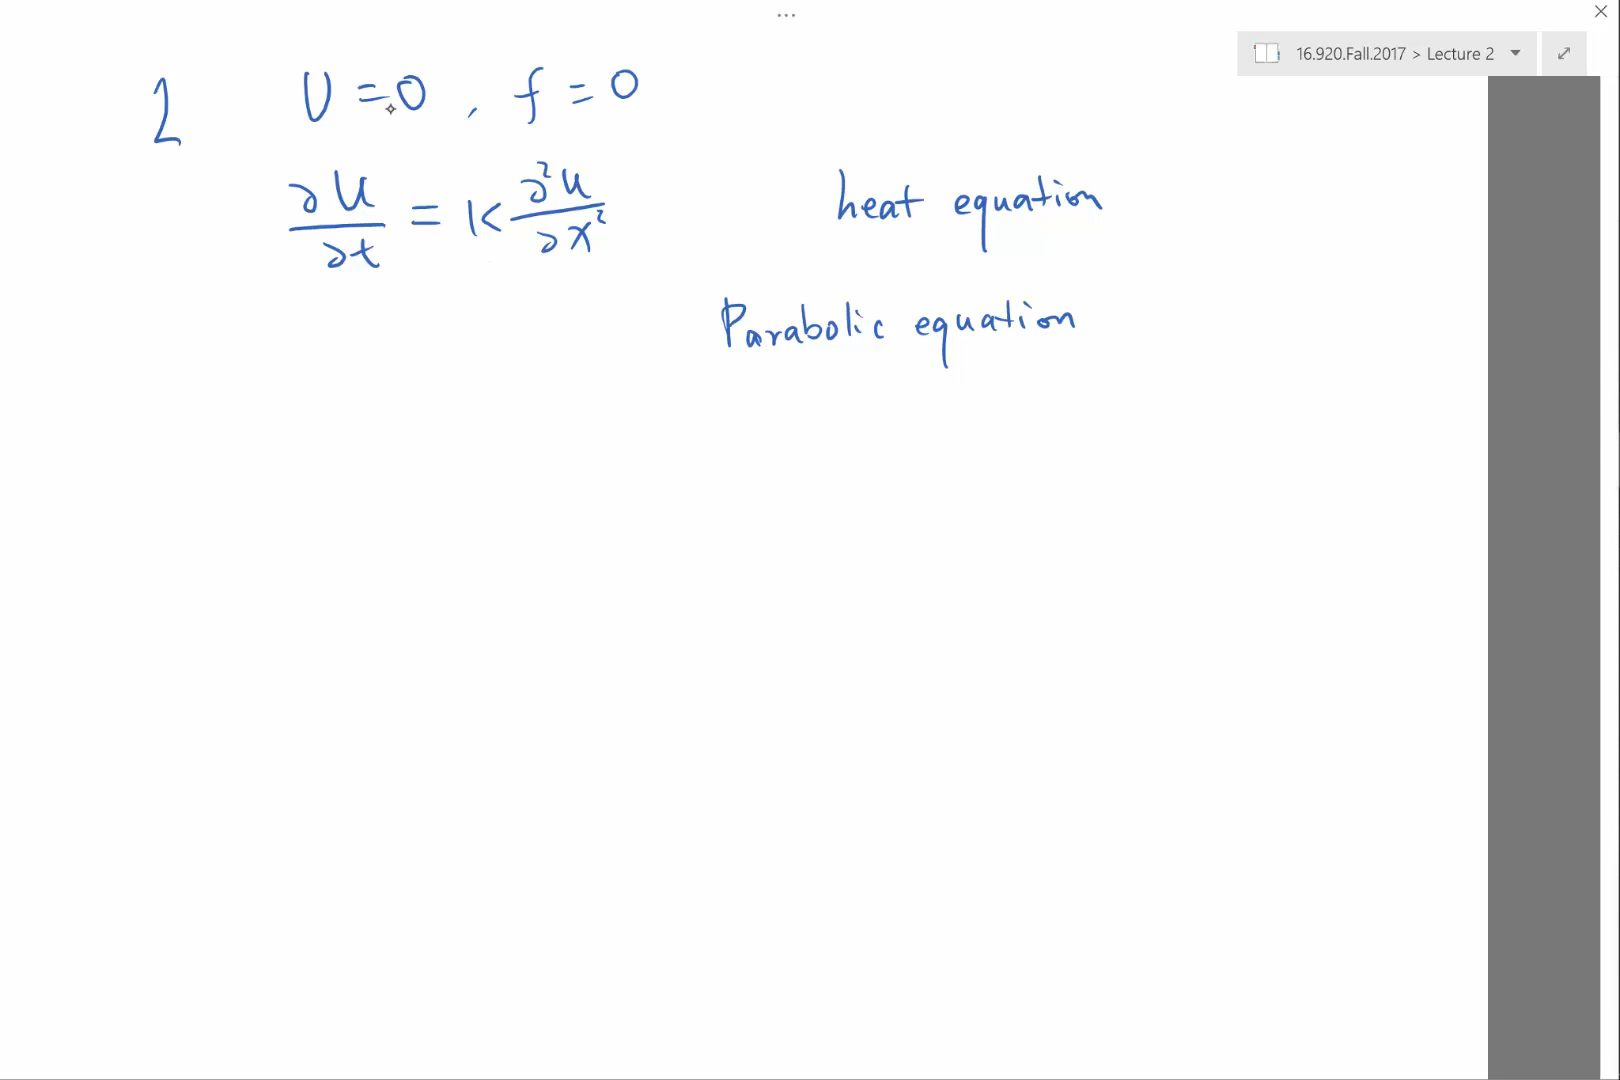 16.920.Fall.2017 > Lecture 2
2 U = 0 , f = 0
∂u/∂t = K ∂²u/∂x² heat equation
Parabolic equation